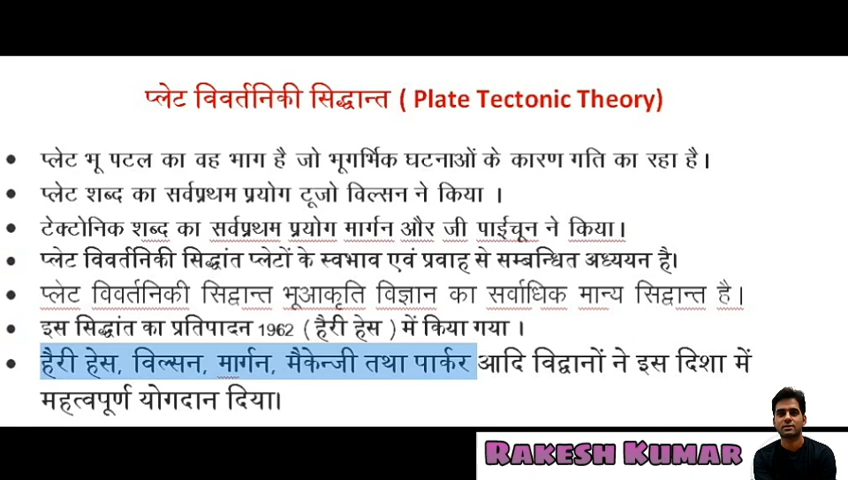 प्लेट विवर्तनिकी सिद्धान्त ( Plate Tectonic Theory)
• प्लेट भू पटल का वह भाग है जो भूगर्भिक घटनाओं के कारण गति का रहा है।
• प्लेट शब्द का सर्वप्रथम प्रयोग टूजो विल्सन ने किया ।
• टेक्टोनिक शब्द का सर्वप्रथम प्रयोग मार्गन और जी पाईचून ने किया।
• प्लेट विवर्तनिकी सिद्धांत प्लेटों के स्वभाव एवं प्रवाह से सम्बन्धित अध्ययन है।
• प्लेट विवर्तनिकी सिद्वान्त भूआकृति विज्ञान का सर्वाधिक मान्य सिद्वान्त है।
• इस सिद्धांत का प्रतिपादन 1962 ( हैरी हेस ) में किया गया ।
• हैरी हेस, विल्सन, मार्गन, मैकेन्जी तथा पार्कर आदि विद्वानों ने इस दिशा में
महत्वपूर्ण योगदान दिया।
RAKESH KUMAR